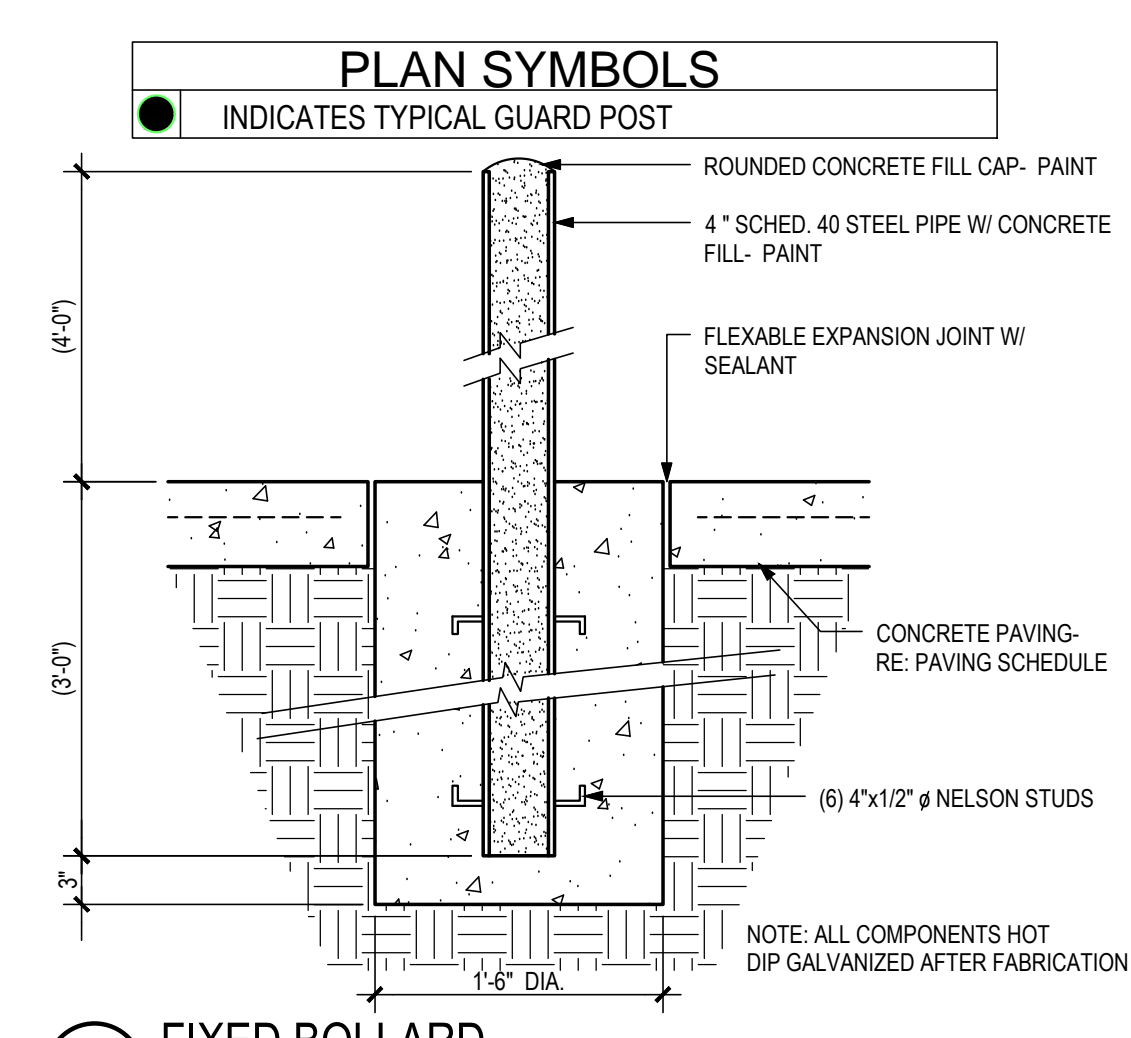 PLAN SYMBOLS
INDICATES TYPICAL GUARD POST
ROUNDED CONCRETE FILL CAP- PAINT
4 " SCHED. 40 STEEL PIPE W/ CONCRETE
FILL- PAINT
(4'-0")
FLEXABLE EXPANSION JOINT W/
SEALANT
CONCRETE PAVING-
RE: PAVING SCHEDULE
(3'-0")
(6) 4"x1/2" ø NELSON STUDS
3"
NOTE: ALL COMPONENTS HOT
DIP GALVANIZED AFTER FABRICATION
1'-6" DIA.
FIXED BOLLARD